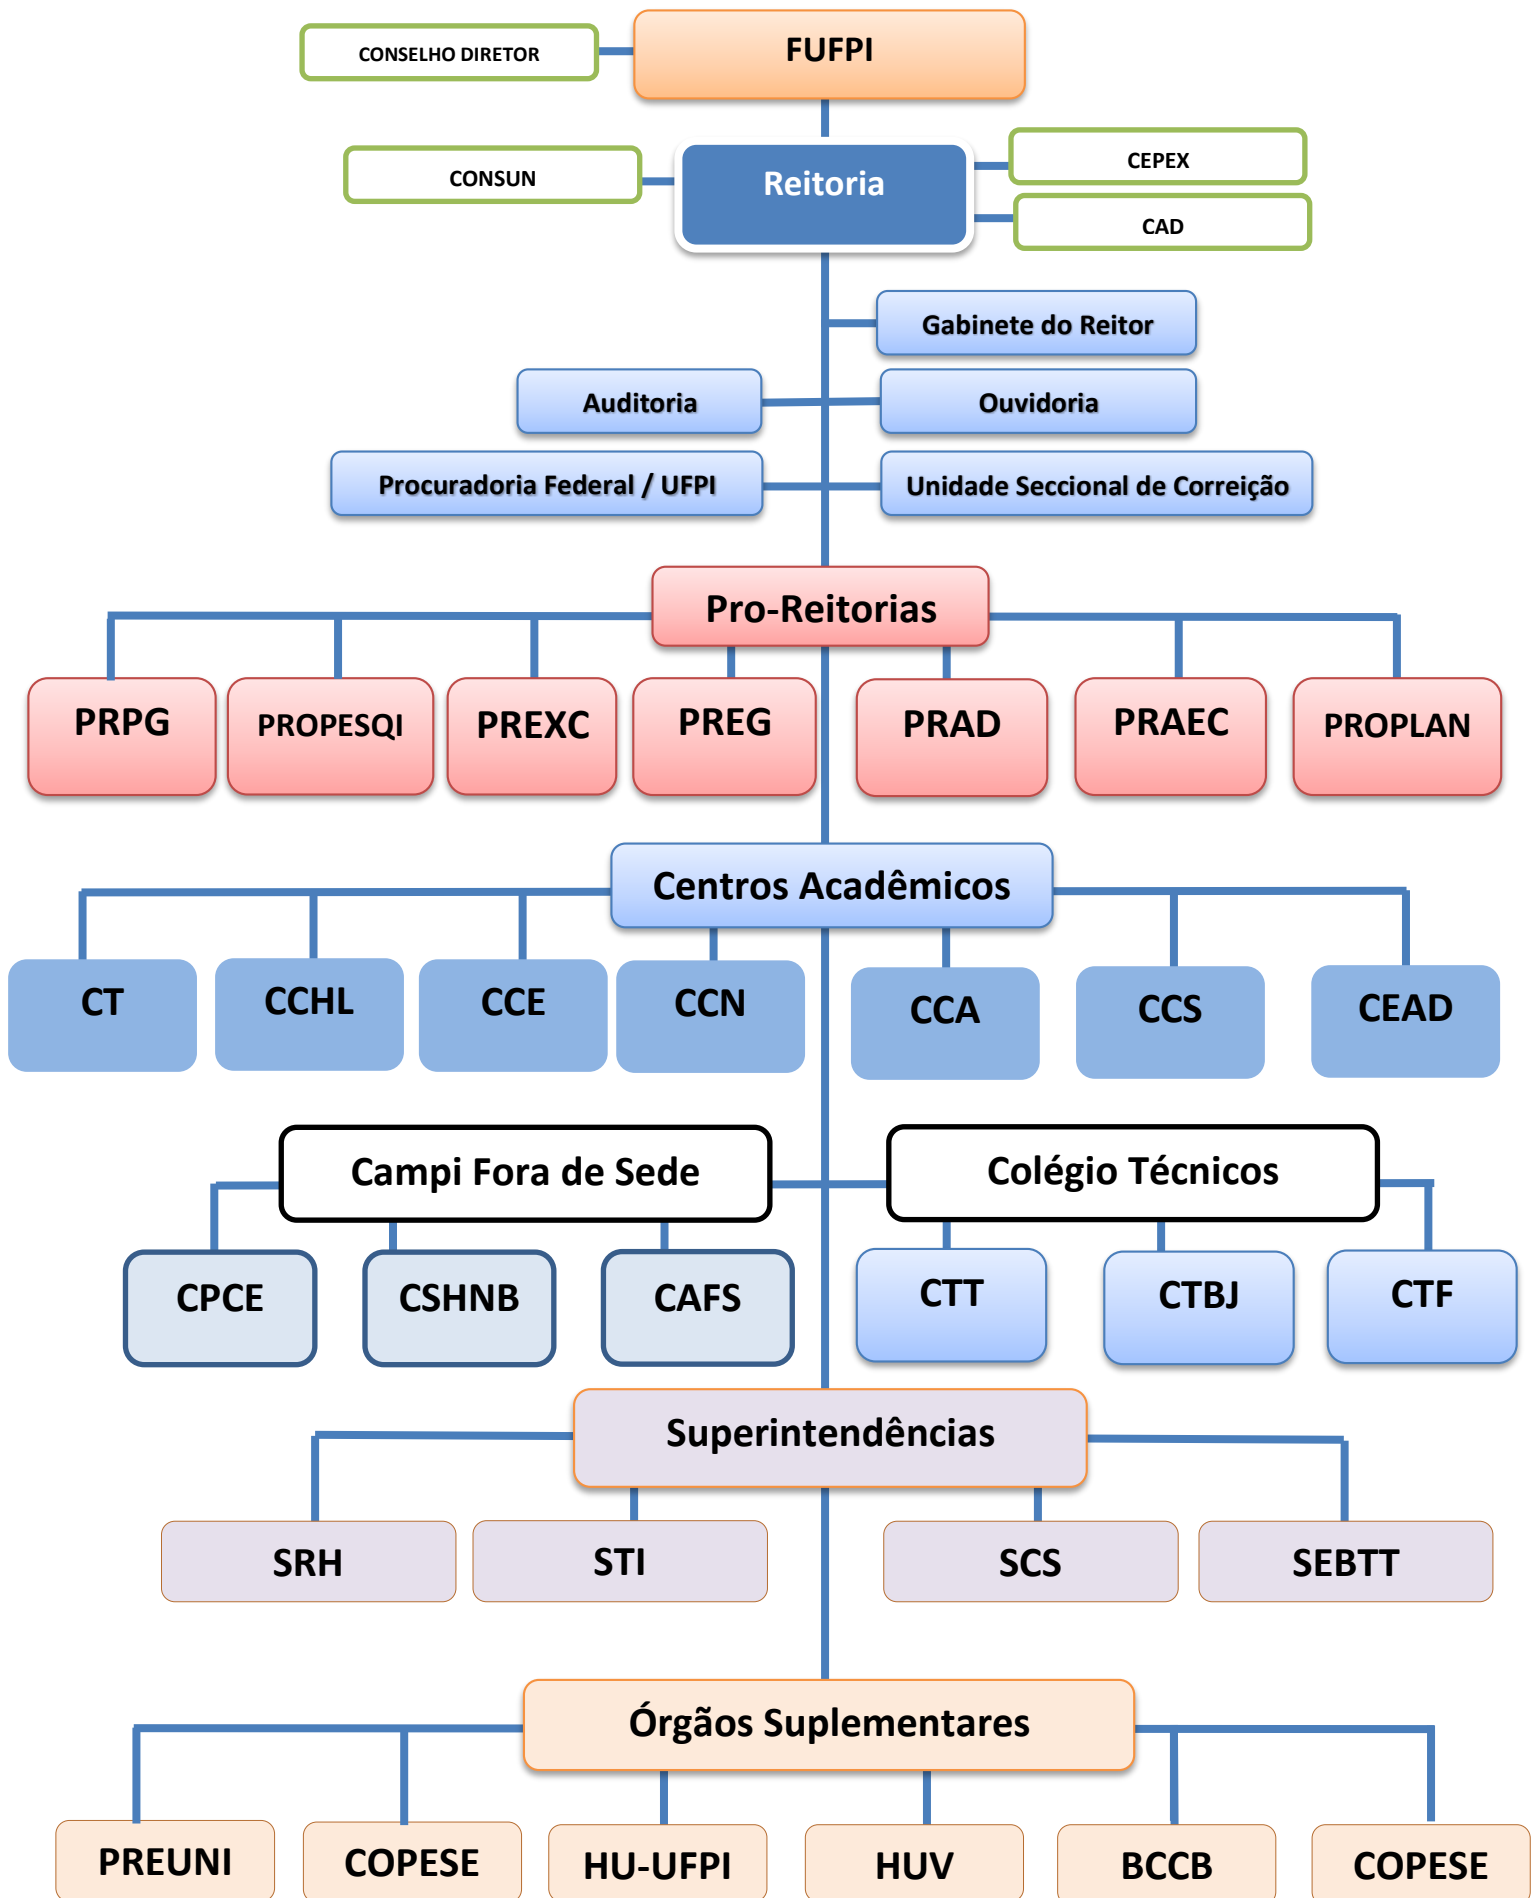 FUFPI
CONSELHO DIRETOR
CEPEX
CONSUN
Reitoria
CAD
Gabinete do Reitor
Auditoria
Ouvidoria
Procuradoria Federal / UFPI
Unidade Seccional de Correição
Pro-Reitorias
PRPG
PROPESQI
PREXC
PREG
PRAD
PRAEC
PROPLAN
Centros Acadêmicos
CT
CCHL
CCE
CCN
CCA
CCS
CEAD
Campi Fora de Sede
Colégio Técnicos
CPCE
CSHNB
CAFS
CTT
CTBJ
CTF
Superintendências
SRH
STI
SCS
SEBTT
Órgãos Suplementares
PREUNI
COPESE
HU-UFPI
HUV
BCCB
COPESE